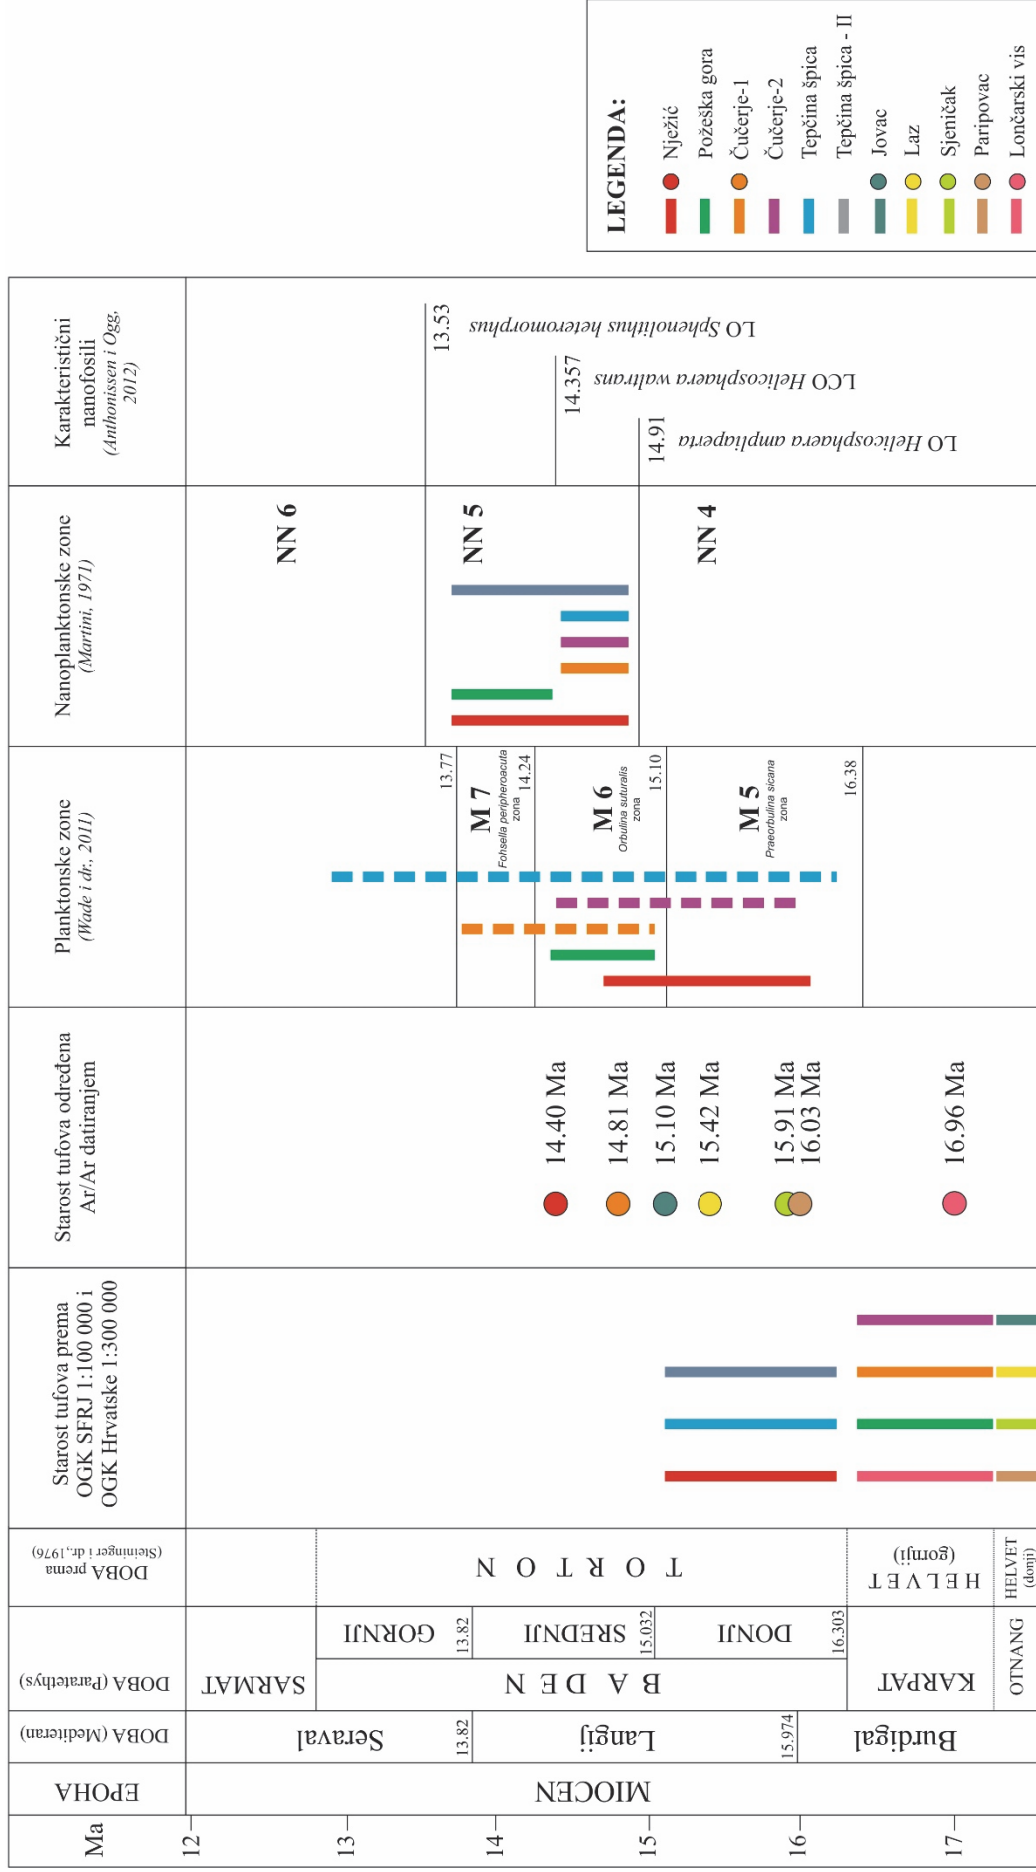 Ma
12
13
14
15
16
17
EPOHA
MIOCEN
DOBA (Mediteran)
Seraval
13.82
Langij
15.974
Burdigal
DOBA (Paratethys)
SARMAT
BADEN
GORNJI
13.82
SREDNJI
15.032
DONJI
16.303
KARPAT
OTNANG
DOBA prema
(Steininger i dr.,1976)
TORTON
HELVET
(gornji)
HELVET
(donji)
Starost tufova prema
OGK SFRJ 1:100 000 i
OGK Hrvatske 1:300 000
Starost tufova određena
Ar/Ar datiranjem
14.40 Ma
14.81 Ma
15.10 Ma
15.42 Ma
15.91 Ma
16.03 Ma
16.96 Ma
Planktonske zone
(Wade i dr., 2011)
13.77
M 7
Fohsella peripheroacuta
zona
14.24
M 6
Orbulina suturalis
zona
15.10
M 5
Praeorbulina sicana
zona
16.38
Nanoplanktonske zone
(Martini, 1971)
NN 6
NN 5
NN 4
Karakteristični
nanofosili
(Anthonissen i Ogg,
2012)
13.53
LO Sphenolithus heteromorphus
14.357
LCO Helicosphaera waltrans
14.91
LO Helicosphaera ampliaperta
LEGENDA:
Nježić
Požeška gora
Čučerje-1
Čučerje-2
Tepčina špica
Tepčina špica - II
Jovac
Laz
Sjeničak
Paripovac
Lončarski vis